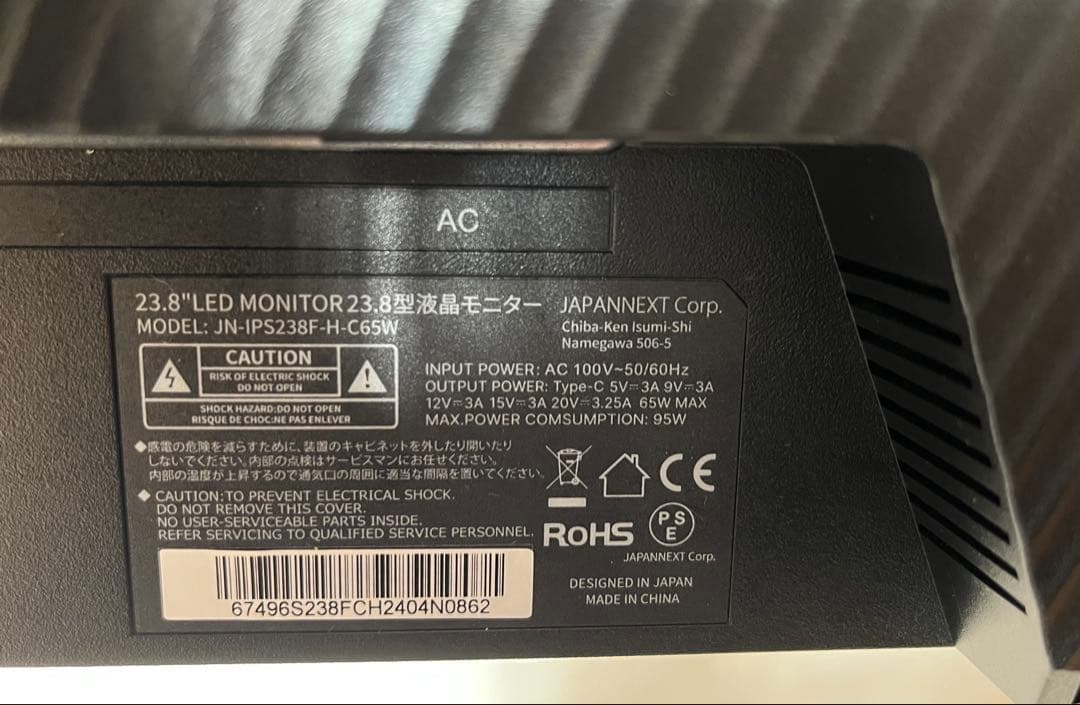 AC
23.8"LED MONITOR 23.8型液晶モニター
MODEL: JN-IPS238F-H-C65W
JAPANNEXT Corp.
Chiba-Ken Isumi-Shi
Namegawa 506-5
CAUTION
RISK OF ELECTRIC SHOCK
DO NOT OPEN
SHOCK HAZARD:DO NOT OPEN
RISQUE DE CHOC:NE PAS ENLEVER
INPUT POWER: AC 100V~50/60Hz
OUTPUT POWER: Type-C 5V⎓3A 9V⎓3A
12V⎓3A 15V⎓3A 20V⎓3.25A 65W MAX
MAX.POWER COMSUMPTION: 95W
◆感電の危険を減らすために、装置のキャビネットを外したり開いたり
しないでください。内部の点検はサービスマンにお任せください。
内部の温度が上昇するので通気口の周囲に適当な間隔を置いてください。
◆ CAUTION:TO PREVENT ELECTRICAL SHOCK.
DO NOT REMOVE THIS COVER.
NO USER-SERVICEABLE PARTS INSIDE.
REFER SERVICING TO QUALIFIED SERVICE PERSONNEL.
CE
RoHS
PSE
JAPANNEXT Corp.
DESIGNED IN JAPAN
MADE IN CHINA
67496S238FCH2404N0862